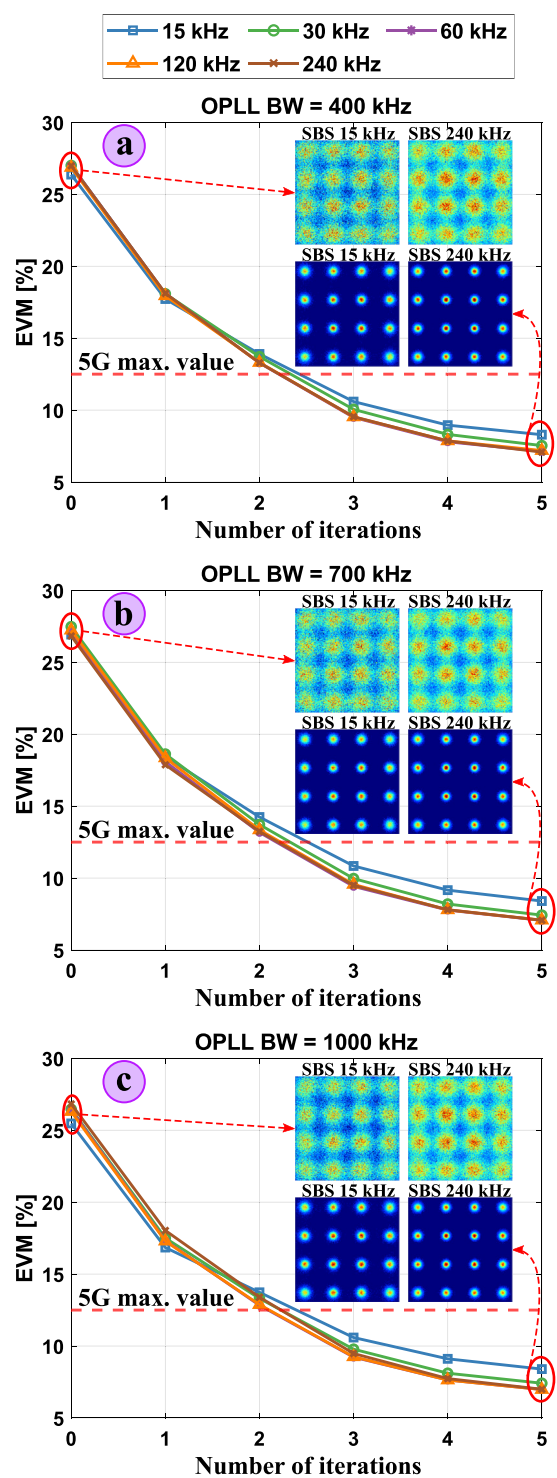 15 kHz 30 kHz 60 kHz
120 kHz 240 kHz
OPLL BW = 400 kHz
a
SBS 15 kHz SBS 240 kHz
SBS 15 kHz SBS 240 kHz
5G max. value
EVM [%]
30
25
20
15
10
5
0 1 2 3 4 5
Number of iterations
OPLL BW = 700 kHz
b
SBS 15 kHz SBS 240 kHz
SBS 15 kHz SBS 240 kHz
5G max. value
EVM [%]
30
25
20
15
10
5
0 1 2 3 4 5
Number of iterations
OPLL BW = 1000 kHz
c
SBS 15 kHz SBS 240 kHz
SBS 15 kHz SBS 240 kHz
5G max. value
EVM [%]
30
25
20
15
10
5
0 1 2 3 4 5
Number of iterations